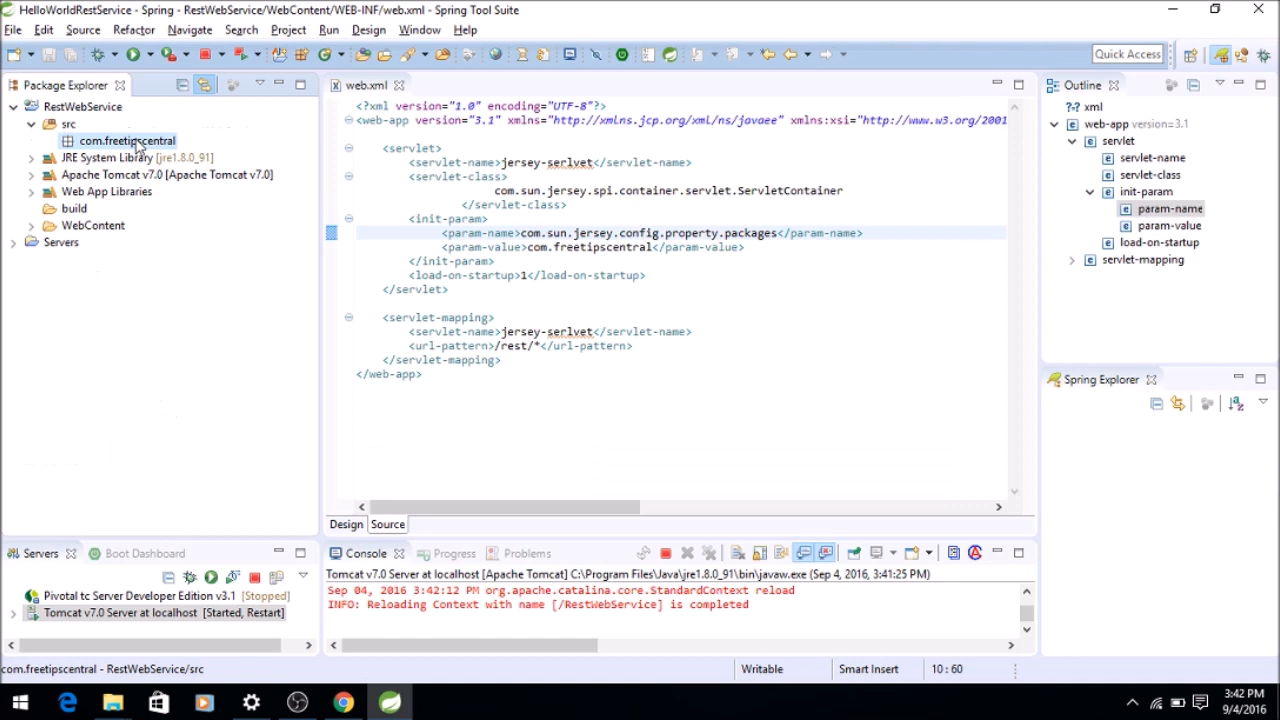 HelloWorldRestService - Spring - RestWebService/WebContent/WEB-INF/web.xml - Spring Tool Suite
File Edit Source Refactor Navigate Search Project Run Design Window Help
Quick Access
Package Explorer
RestWebService
src
com.freetipscentral
JRE System Library [jre1.8.0_91]
Apache Tomcat v7.0 [Apache Tomcat v7.0]
Web App Libraries
build
WebContent
Servers
web.xml
<?xml version="1.0" encoding="UTF-8"?>
<web-app version="3.1" xmlns="http://xmlns.jcp.org/xml/ns/javaee" xmlns:xsi="http://www.w3.org/2001
<servlet>
<servlet-name>jersey-serlvet</servlet-name>
<servlet-class>
com.sun.jersey.spi.container.servlet.ServletContainer
</servlet-class>
<init-param>
<param-name>com.sun.jersey.config.property.packages</param-name>
<param-value>com.freetipscentral</param-value>
</init-param>
<load-on-startup>1</load-on-startup>
</servlet>
<servlet-mapping>
<servlet-name>jersey-serlvet</servlet-name>
<url-pattern>/rest/*</url-pattern>
</servlet-mapping>
</web-app>
Design Source
Outline
xml
web-app version=3.1
servlet
servlet-name
servlet-class
init-param
param-name
param-value
load-on-startup
servlet-mapping
Spring Explorer
Servers Boot Dashboard
Pivotal tc Server Developer Edition v3.1 [Stopped]
Tomcat v7.0 Server at localhost [Started, Restart]
Console Progress Problems
Tomcat v7.0 Server at localhost [Apache Tomcat] C:\Program Files\Java\jre1.8.0_91\bin\javaw.exe (Sep 4, 2016, 3:41:25 PM)
Sep 04, 2016 3:42:12 PM org.apache.catalina.core.StandardContext reload
INFO: Reloading Context with name [/RestWebService] is completed
com.freetipscentral - RestWebService/src
Writable Smart Insert 10:60
3:42 PM
9/4/2016